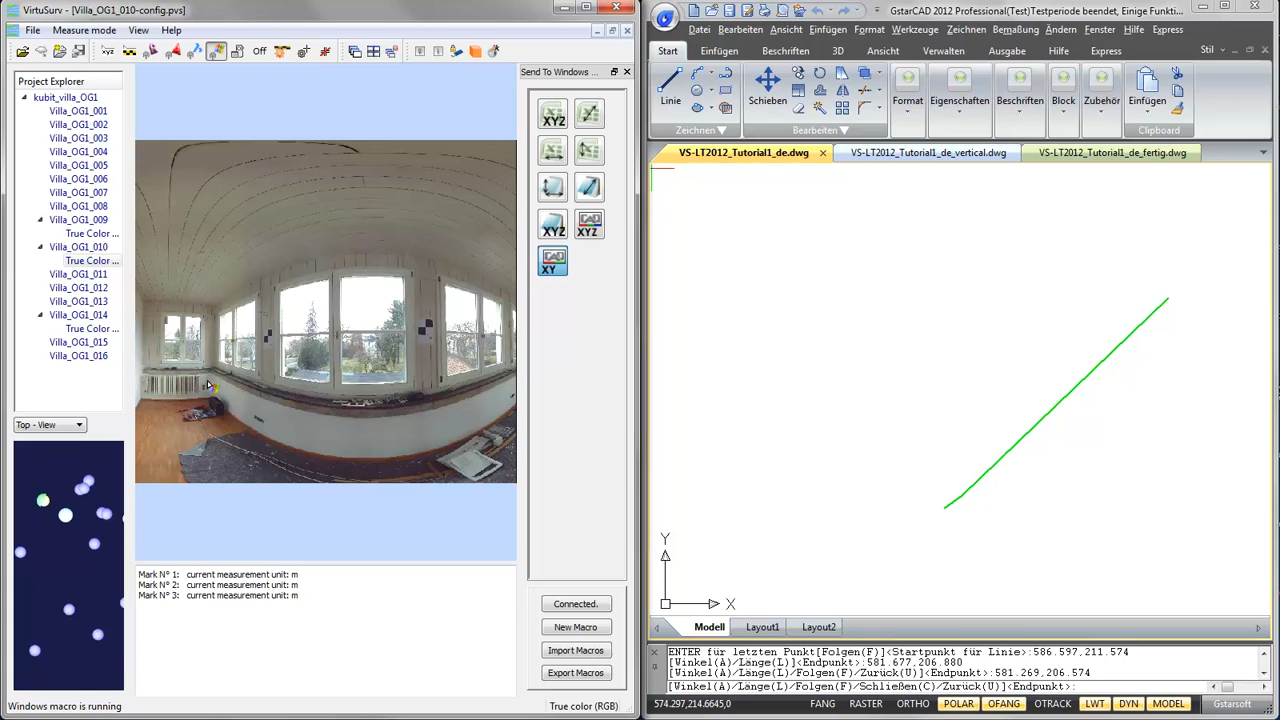 VirtuSurv - [Villa_OG1_010-config.pvs]
File Measure mode View Help
xyz
Off
Project Explorer
kubit_villa_OG1
Villa_OG1_001
Villa_OG1_002
Villa_OG1_003
Villa_OG1_004
Villa_OG1_005
Villa_OG1_006
Villa_OG1_007
Villa_OG1_008
Villa_OG1_009
True Color ...
Villa_OG1_010
True Color ...
Villa_OG1_011
Villa_OG1_012
Villa_OG1_013
Villa_OG1_014
True Color ...
Villa_OG1_015
Villa_OG1_016
Top - View
Send To Windows ...
XYZ
XYZ
CAD
XYZ
CAD
XY
Mark N° 1: current measurement unit: m
Mark N° 2: current measurement unit: m
Mark N° 3: current measurement unit: m
Connected.
New Macro
Import Macros
Export Macros
Windows macro is running
True color (RGB)
GstarCAD 2012 Professional(Test)Testperiode beendet, Einige Funkti...
Datei Bearbeiten Ansicht Einfügen Format Werkzeuge Zeichnen Bemaßung Ändern Fenster Hilfe Express
Start Einfügen Beschriften 3D Ansicht Verwalten Ausgabe Hilfe Express Stil
Linie
Schieben
Format
Eigenschaften
Beschriften
Block
Zubehör
Einfügen
Zeichnen
Bearbeiten
Clipboard
VS-LT2012_Tutorial1_de.dwg
VS-LT2012_Tutorial1_de_vertical.dwg
VS-LT2012_Tutorial1_de_fertig.dwg
Y
X
Modell Layout1 Layout2
ENTER für letzten Punkt[Folgen(F)]<Startpunkt für Linie>:586.597,211.574
[Winkel(A)/Länge(L)]<Endpunkt>:581.677,206.880
[Winkel(A)/Länge(L)/Folgen(F)/Zurück(U)]<Endpunkt>:581.269,206.574
[Winkel(A)/Länge(L)/Folgen(F)/Schließen(C)/Zurück(U)]<Endpunkt>:
574.297,214.6645,0
FANG RASTER ORTHO POLAR OFANG OTRACK LWT DYN MODEL
Gstarsoft